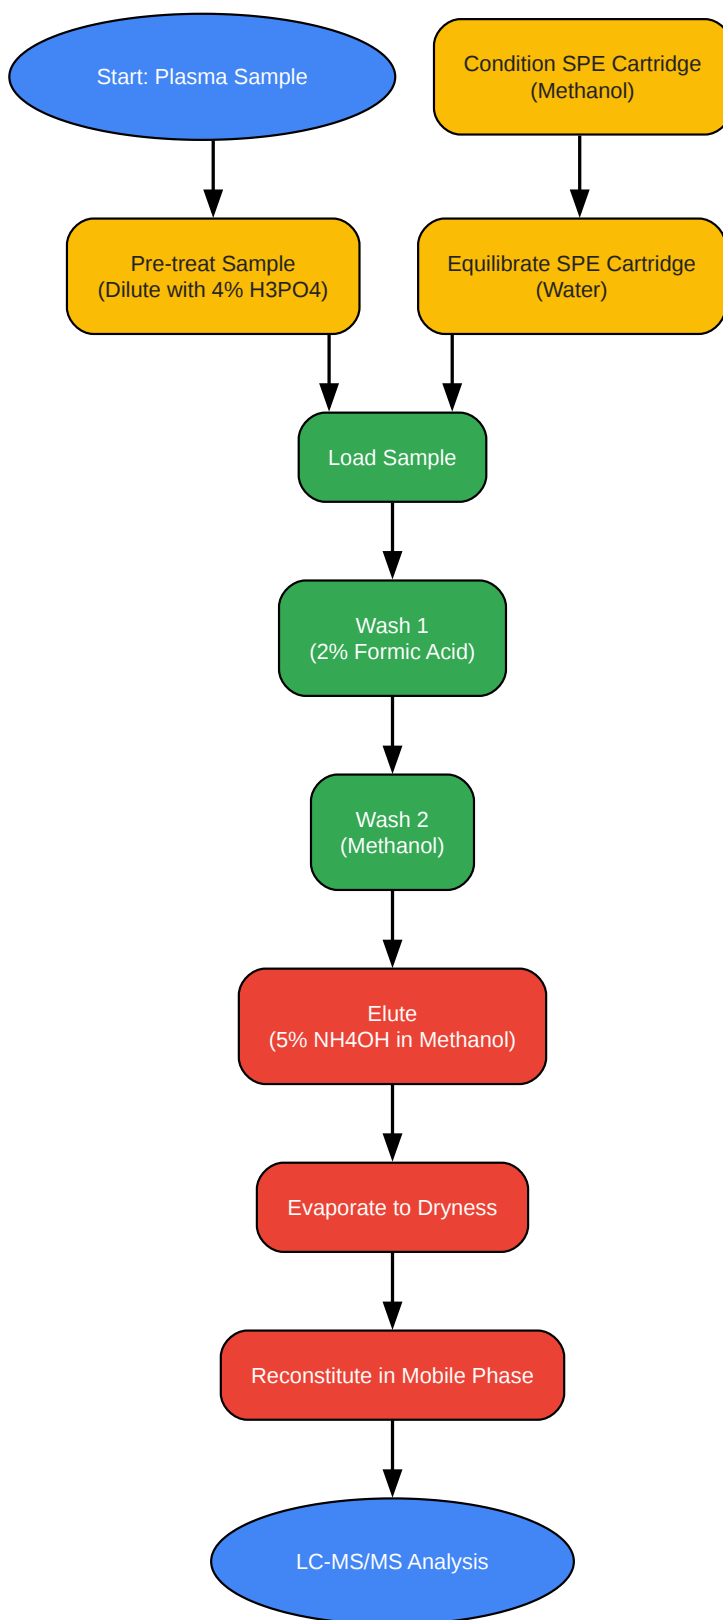 Start: Plasma Sample
Condition SPE Cartridge
(Methanol)
Pre-treat Sample
(Dilute with 4% H3PO4)
Equilibrate SPE Cartridge
(Water)
Load Sample
Wash 1
(2% Formic Acid)
Wash 2
(Methanol)
Elute
(5% NH4OH in Methanol)
Evaporate to Dryness
Reconstitute in Mobile Phase
LC-MS/MS Analysis